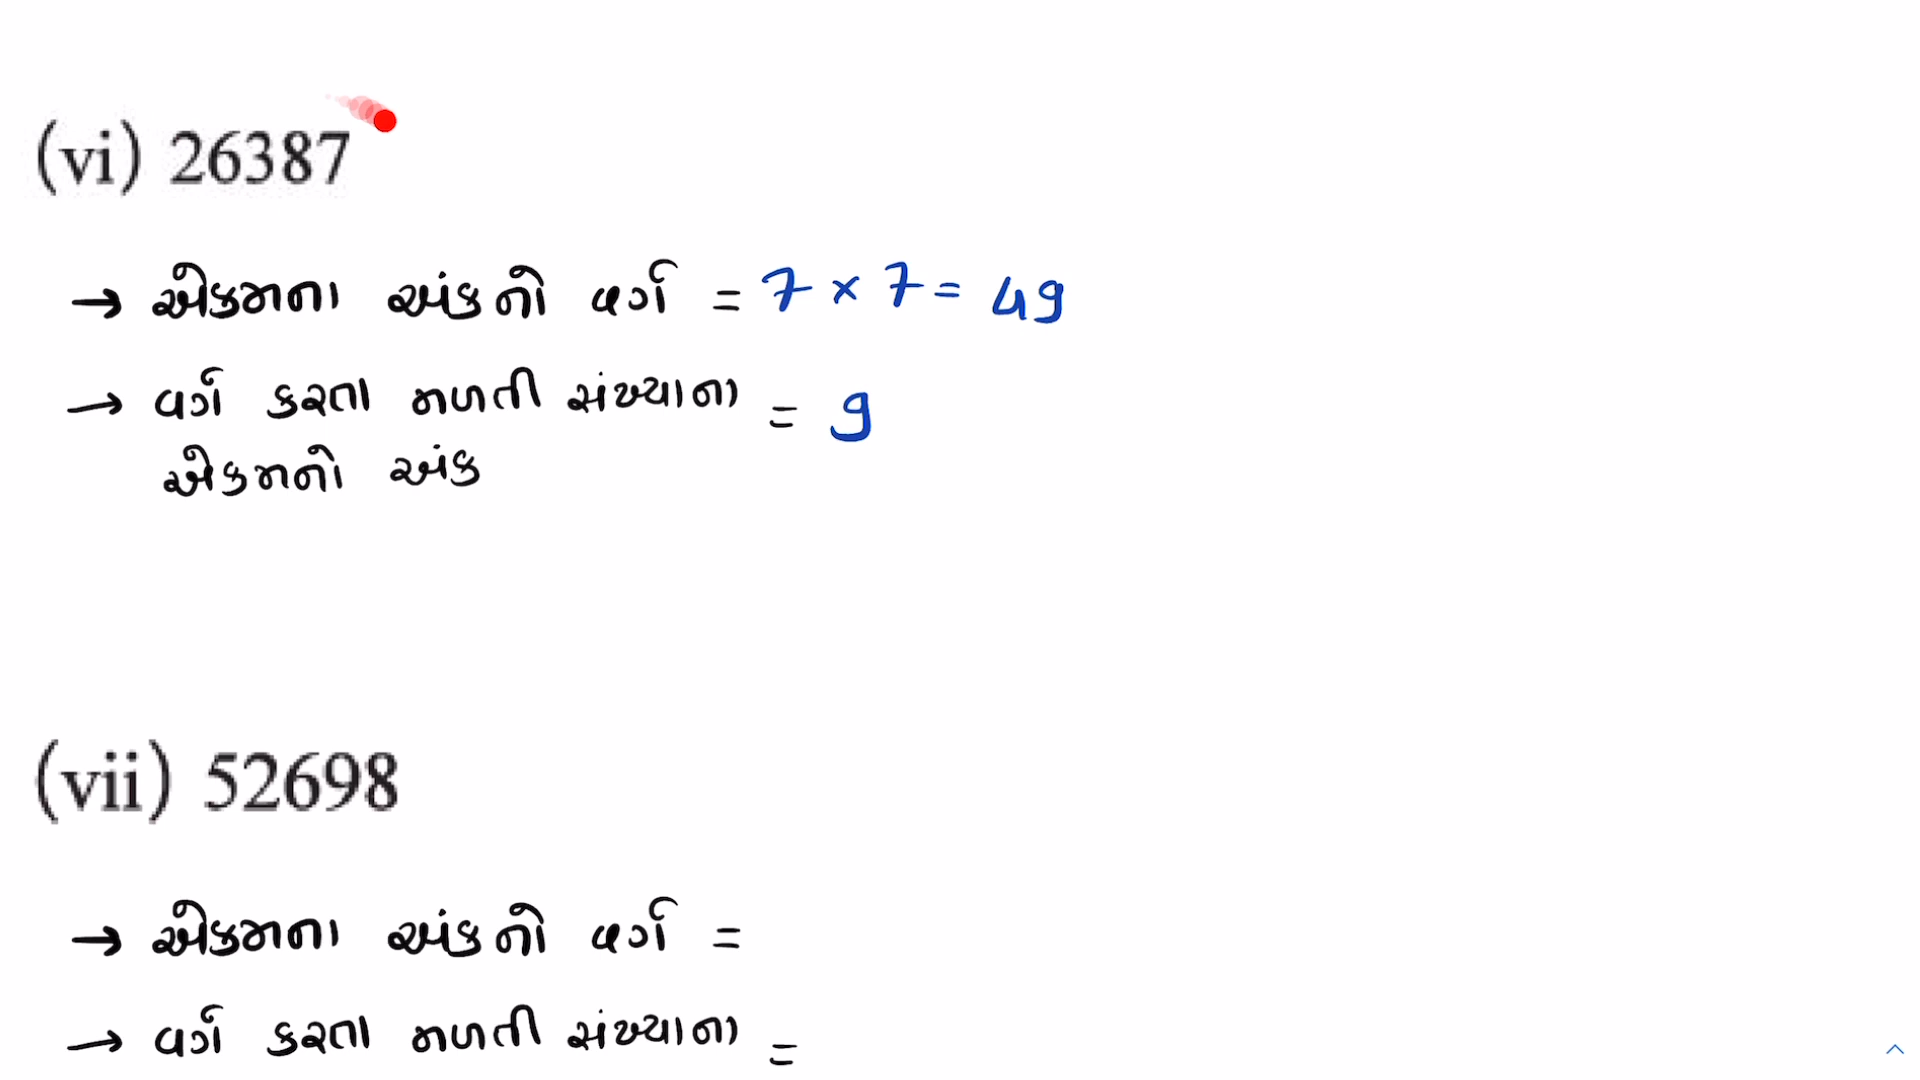 (vi) 26387
→ એકમના અંકનો વર્ગ = 7 × 7 = 49
→ વર્ગ કરતા મળતી સંખ્યાના = 9
એકમનો અંક
(vii) 52698
→ એકમના અંકનો વર્ગ =
→ વર્ગ કરતા મળતી સંખ્યાના =